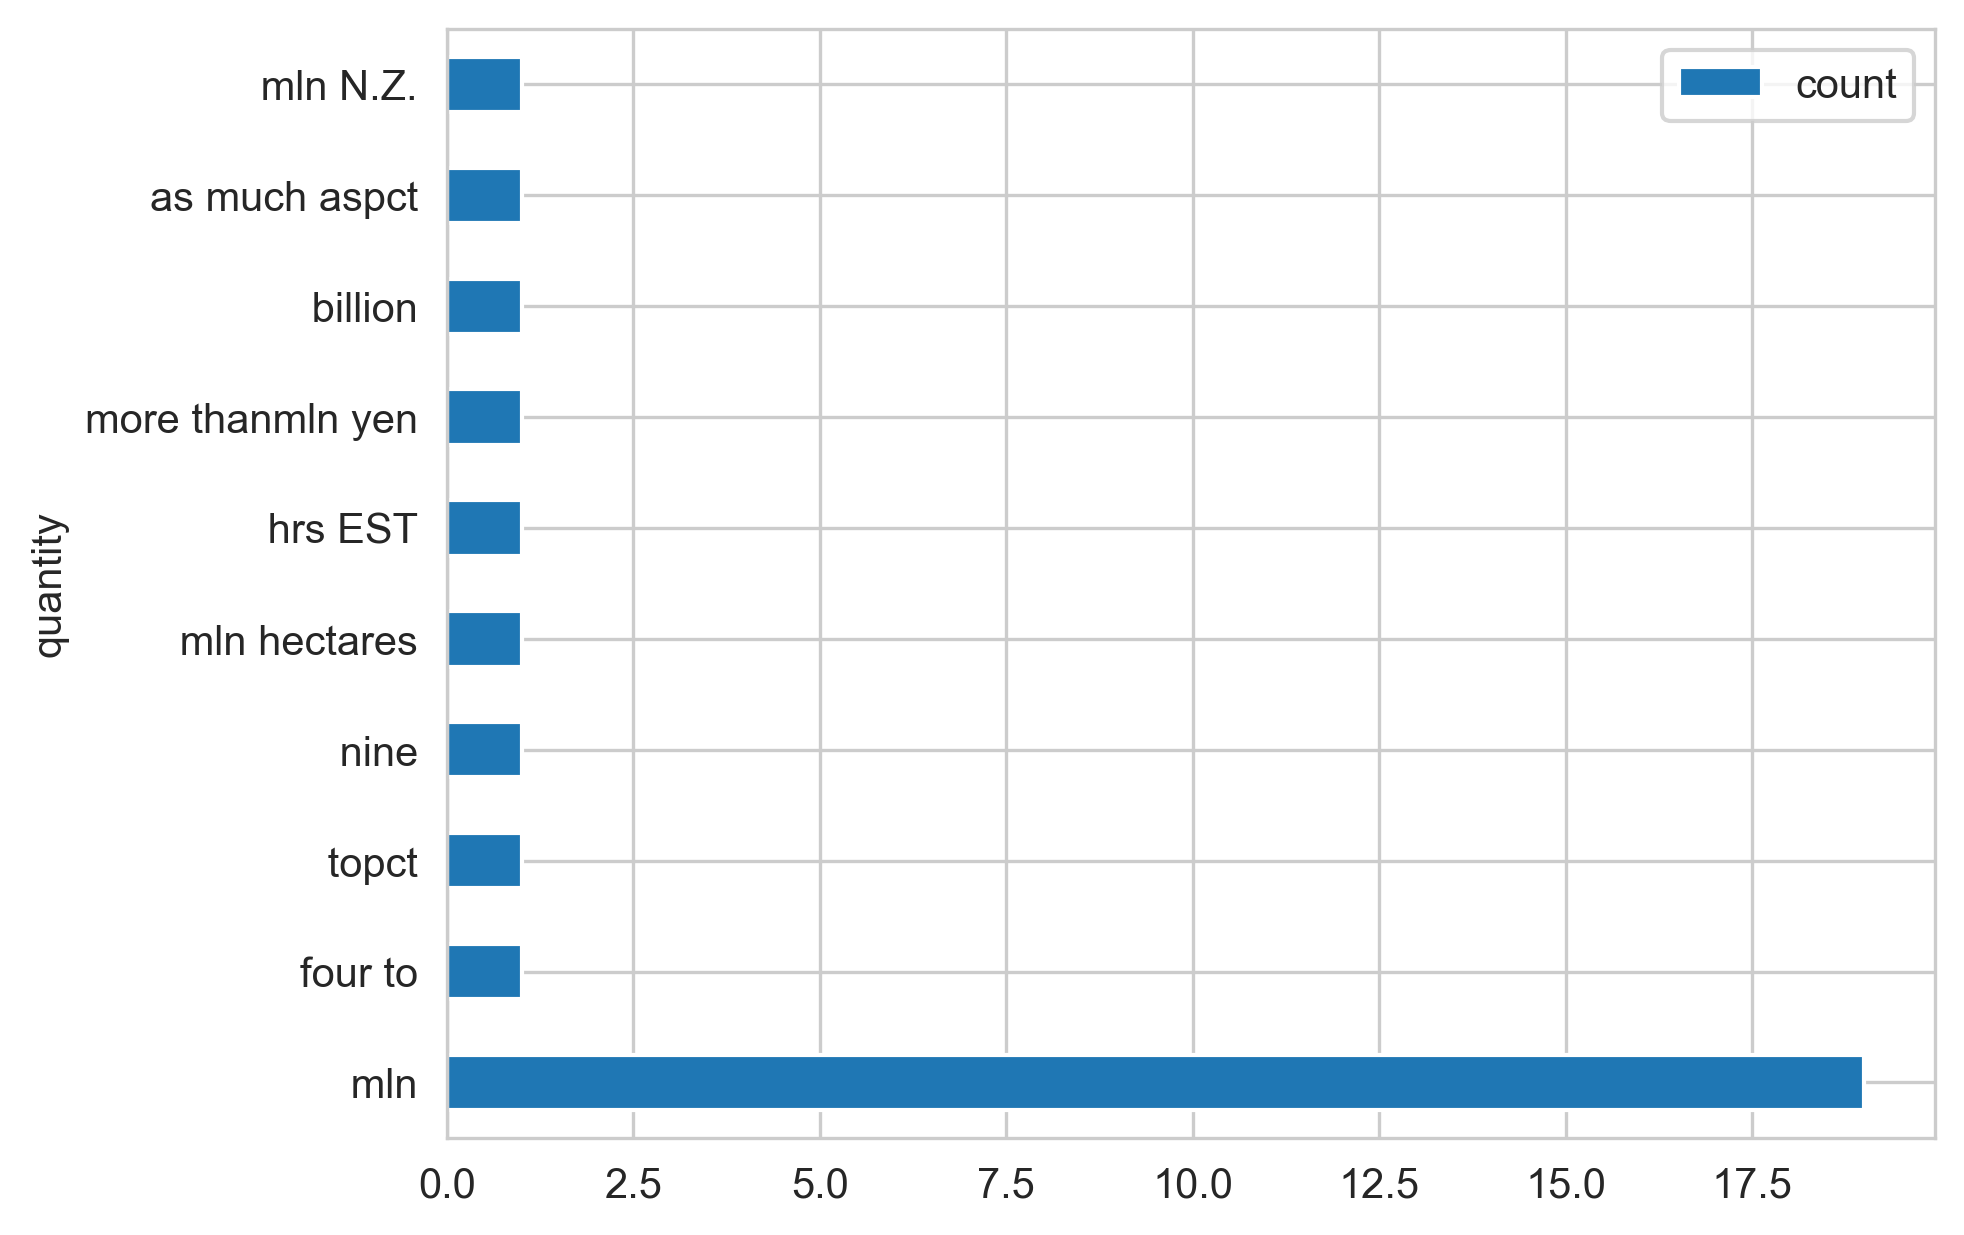 count
mln N.Z.
as much aspct
billion
more thanmln yen
hrs EST
mln hectares
nine
topct
four to
mln
quantity
0.0 2.5 5.0 7.5 10.0 12.5 15.0 17.5